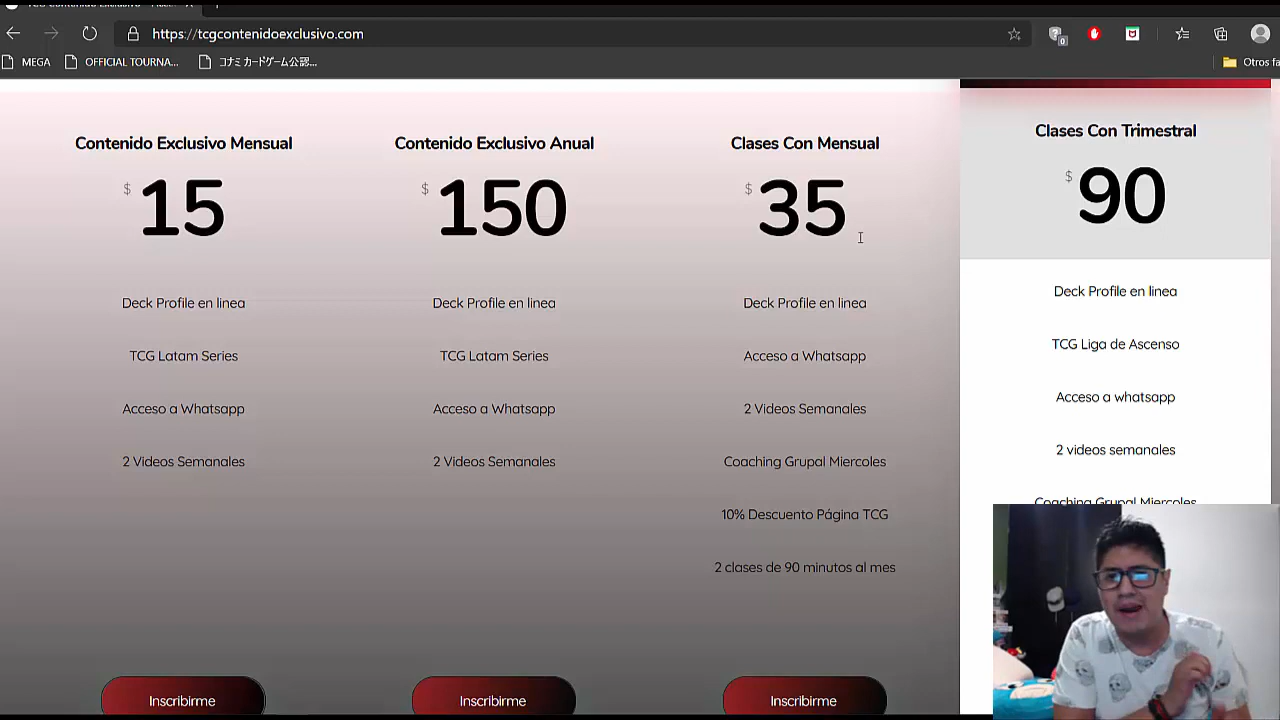 https://tcgcontenidoexclusivo.com
0
MEGA
OFFICIAL TOURNA...
コナミ カードゲーム公認...
Otros fa
Contenido Exclusivo Mensual
$ 15
Deck Profile en linea
TCG Latam Series
Acceso a Whatsapp
2 Videos Semanales
Inscribirme
Contenido Exclusivo Anual
$ 150
Deck Profile en linea
TCG Latam Series
Acceso a Whatsapp
2 Videos Semanales
Inscribirme
Clases Con Mensual
$ 35
Deck Profile en linea
Acceso a Whatsapp
2 Videos Semanales
Coaching Grupal Miercoles
10% Descuento Página TCG
2 clases de 90 minutos al mes
Inscribirme
Clases Con Trimestral
$ 90
Deck Profile en linea
TCG Liga de Ascenso
Acceso a whatsapp
2 videos semanales
Coaching Grupal Miercoles